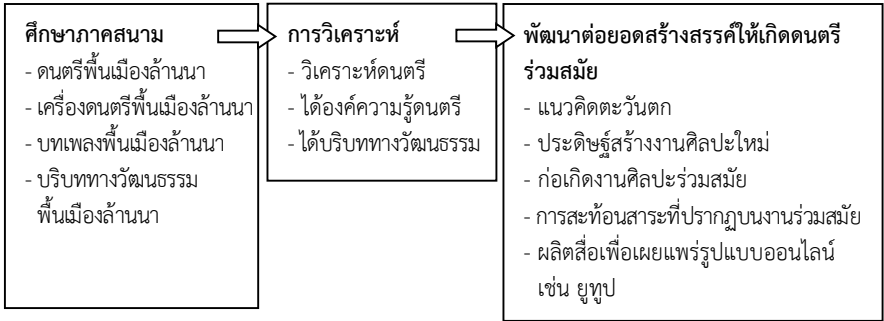 ศึกษาภาคสนาม
- ดนตรีพื้นเมืองล้านนา
- เครื่องดนตรีพื้นเมืองล้านนา
- บทเพลงพื้นเมืองล้านนา
- บริบททางวัฒนธรรม
พื้นเมืองล้านนา
การวิเคราะห์
- วิเคราะห์ดนตรี
- ได้องค์ความรู้ดนตรี
- ได้บริบททางวัฒนธรรม
พัฒนาต่อยอดสร้างสรรค์ให้เกิดดนตรี
ร่วมสมัย
- แนวคิดตะวันตก
- ประดิษฐ์สร้างงานศิลปะใหม่
- ก่อเกิดงานศิลปะร่วมสมัย
- การสะท้อนสาระที่ปรากฏบนงานร่วมสมัย
- ผลิตสื่อเพื่อเผยแพร่รูปแบบออนไลน์
เช่น ยูทูป